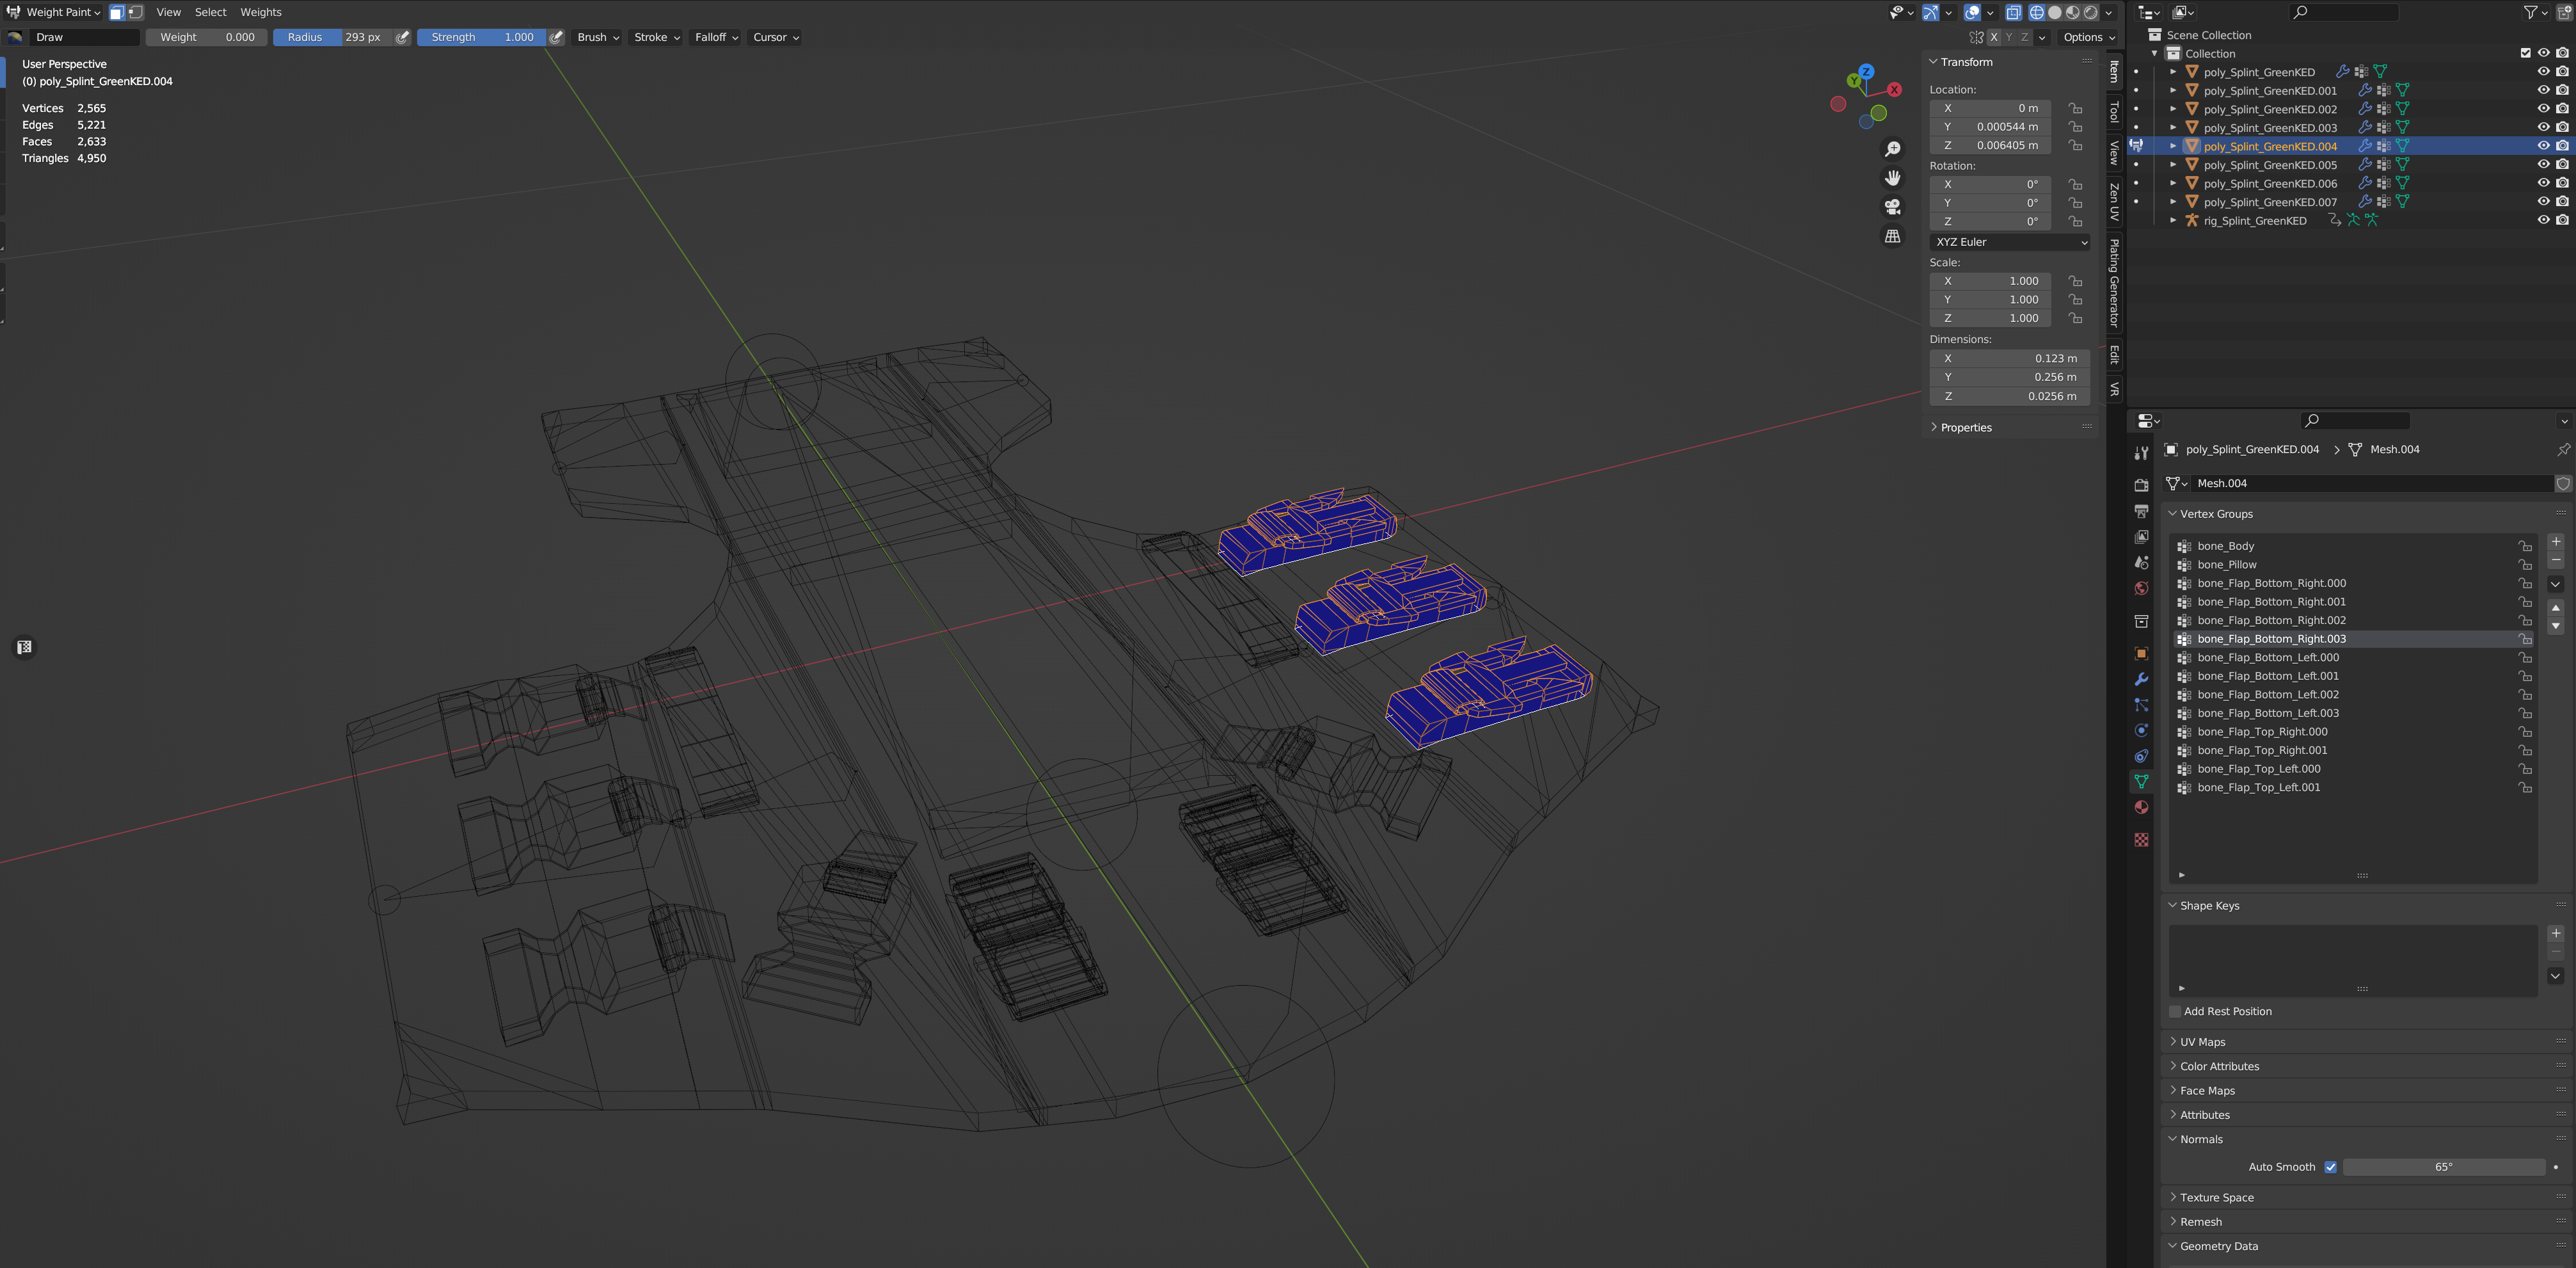 Weight Paint View Select Weights
Draw Weight 0.000 Radius 293 px Strength 1.000 Brush Stroke Falloff Cursor
X Y Z Options
User Perspective
(0) poly_Splint_GreenKED.004
Vertices 2,565
Edges 5,221
Faces 2,633
Triangles 4,950
Z
Y
X
Transform
Location:
X 0 m
Y 0.000544 m
Z 0.006405 m
Rotation:
X 0°
Y 0°
Z 0°
XYZ Euler
Scale:
X 1.000
Y 1.000
Z 1.000
Dimensions:
X 0.123 m
Y 0.256 m
Z 0.0256 m
Properties
Item
Tool
View
Zen UV
Plating Generator
Edit
VR
Scene Collection
Collection
poly_Splint_GreenKED
poly_Splint_GreenKED.001
poly_Splint_GreenKED.002
poly_Splint_GreenKED.003
poly_Splint_GreenKED.004
poly_Splint_GreenKED.005
poly_Splint_GreenKED.006
poly_Splint_GreenKED.007
rig_Splint_GreenKED
poly_Splint_GreenKED.004 Mesh.004
Mesh.004
Vertex Groups
bone_Body
bone_Pillow
bone_Flap_Bottom_Right.000
bone_Flap_Bottom_Right.001
bone_Flap_Bottom_Right.002
bone_Flap_Bottom_Right.003
bone_Flap_Bottom_Left.000
bone_Flap_Bottom_Left.001
bone_Flap_Bottom_Left.002
bone_Flap_Bottom_Left.003
bone_Flap_Top_Right.000
bone_Flap_Top_Right.001
bone_Flap_Top_Left.000
bone_Flap_Top_Left.001
Shape Keys
Add Rest Position
UV Maps
Color Attributes
Face Maps
Attributes
Normals
Auto Smooth 65°
Texture Space
Remesh
Geometry Data